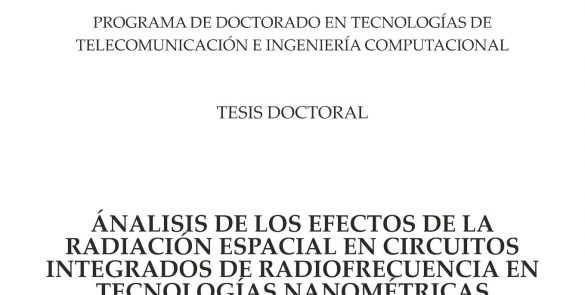 PROGRAMA DE DOCTORADO EN TECNOLOGÍAS DE
TELECOMUNICACIÓN E INGENIERÍA COMPUTACIONAL
TESIS DOCTORAL
ÁNALISIS DE LOS EFECTOS DE LA
RADIACIÓN ESPACIAL EN CIRCUITOS
INTEGRADOS DE RADIOFRECUENCIA EN
TECNOLOGÍAS NANOMÉTRICAS